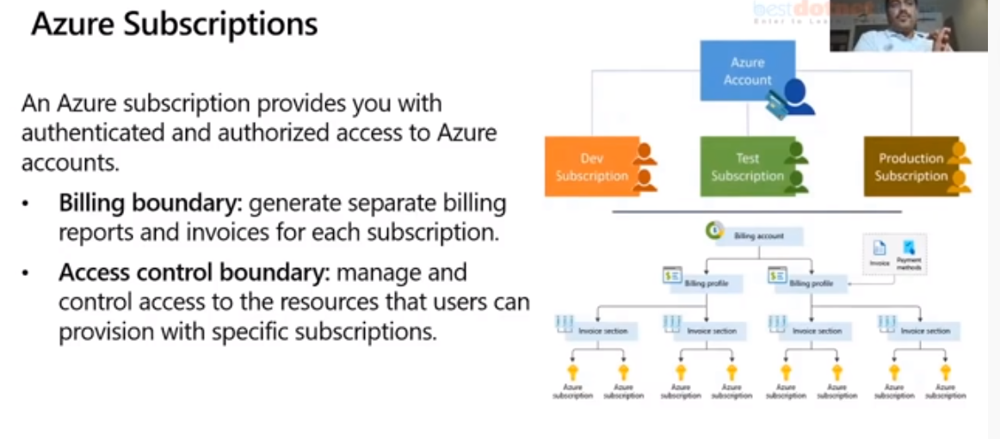 Azure Subscriptions
bestdotnet
An Azure subscription provides you with
authenticated and authorized access to Azure
accounts.
• Billing boundary: generate separate billing
reports and invoices for each subscription.
• Access control boundary: manage and
control access to the resources that users can
provision with specific subscriptions.
Azure
Account
Dev
Subscription
Test
Subscription
Production
Subscription
Billing account
Invoice
Payment
methods
Billing profile
Billing profile
Invoice section
Invoice section
Invoice section
Invoice section
Azure
subscription
Azure
subscription
Azure
subscription
Azure
subscription
Azure
subscription
Azure
subscription
Azure
subscription
Azure
subscription